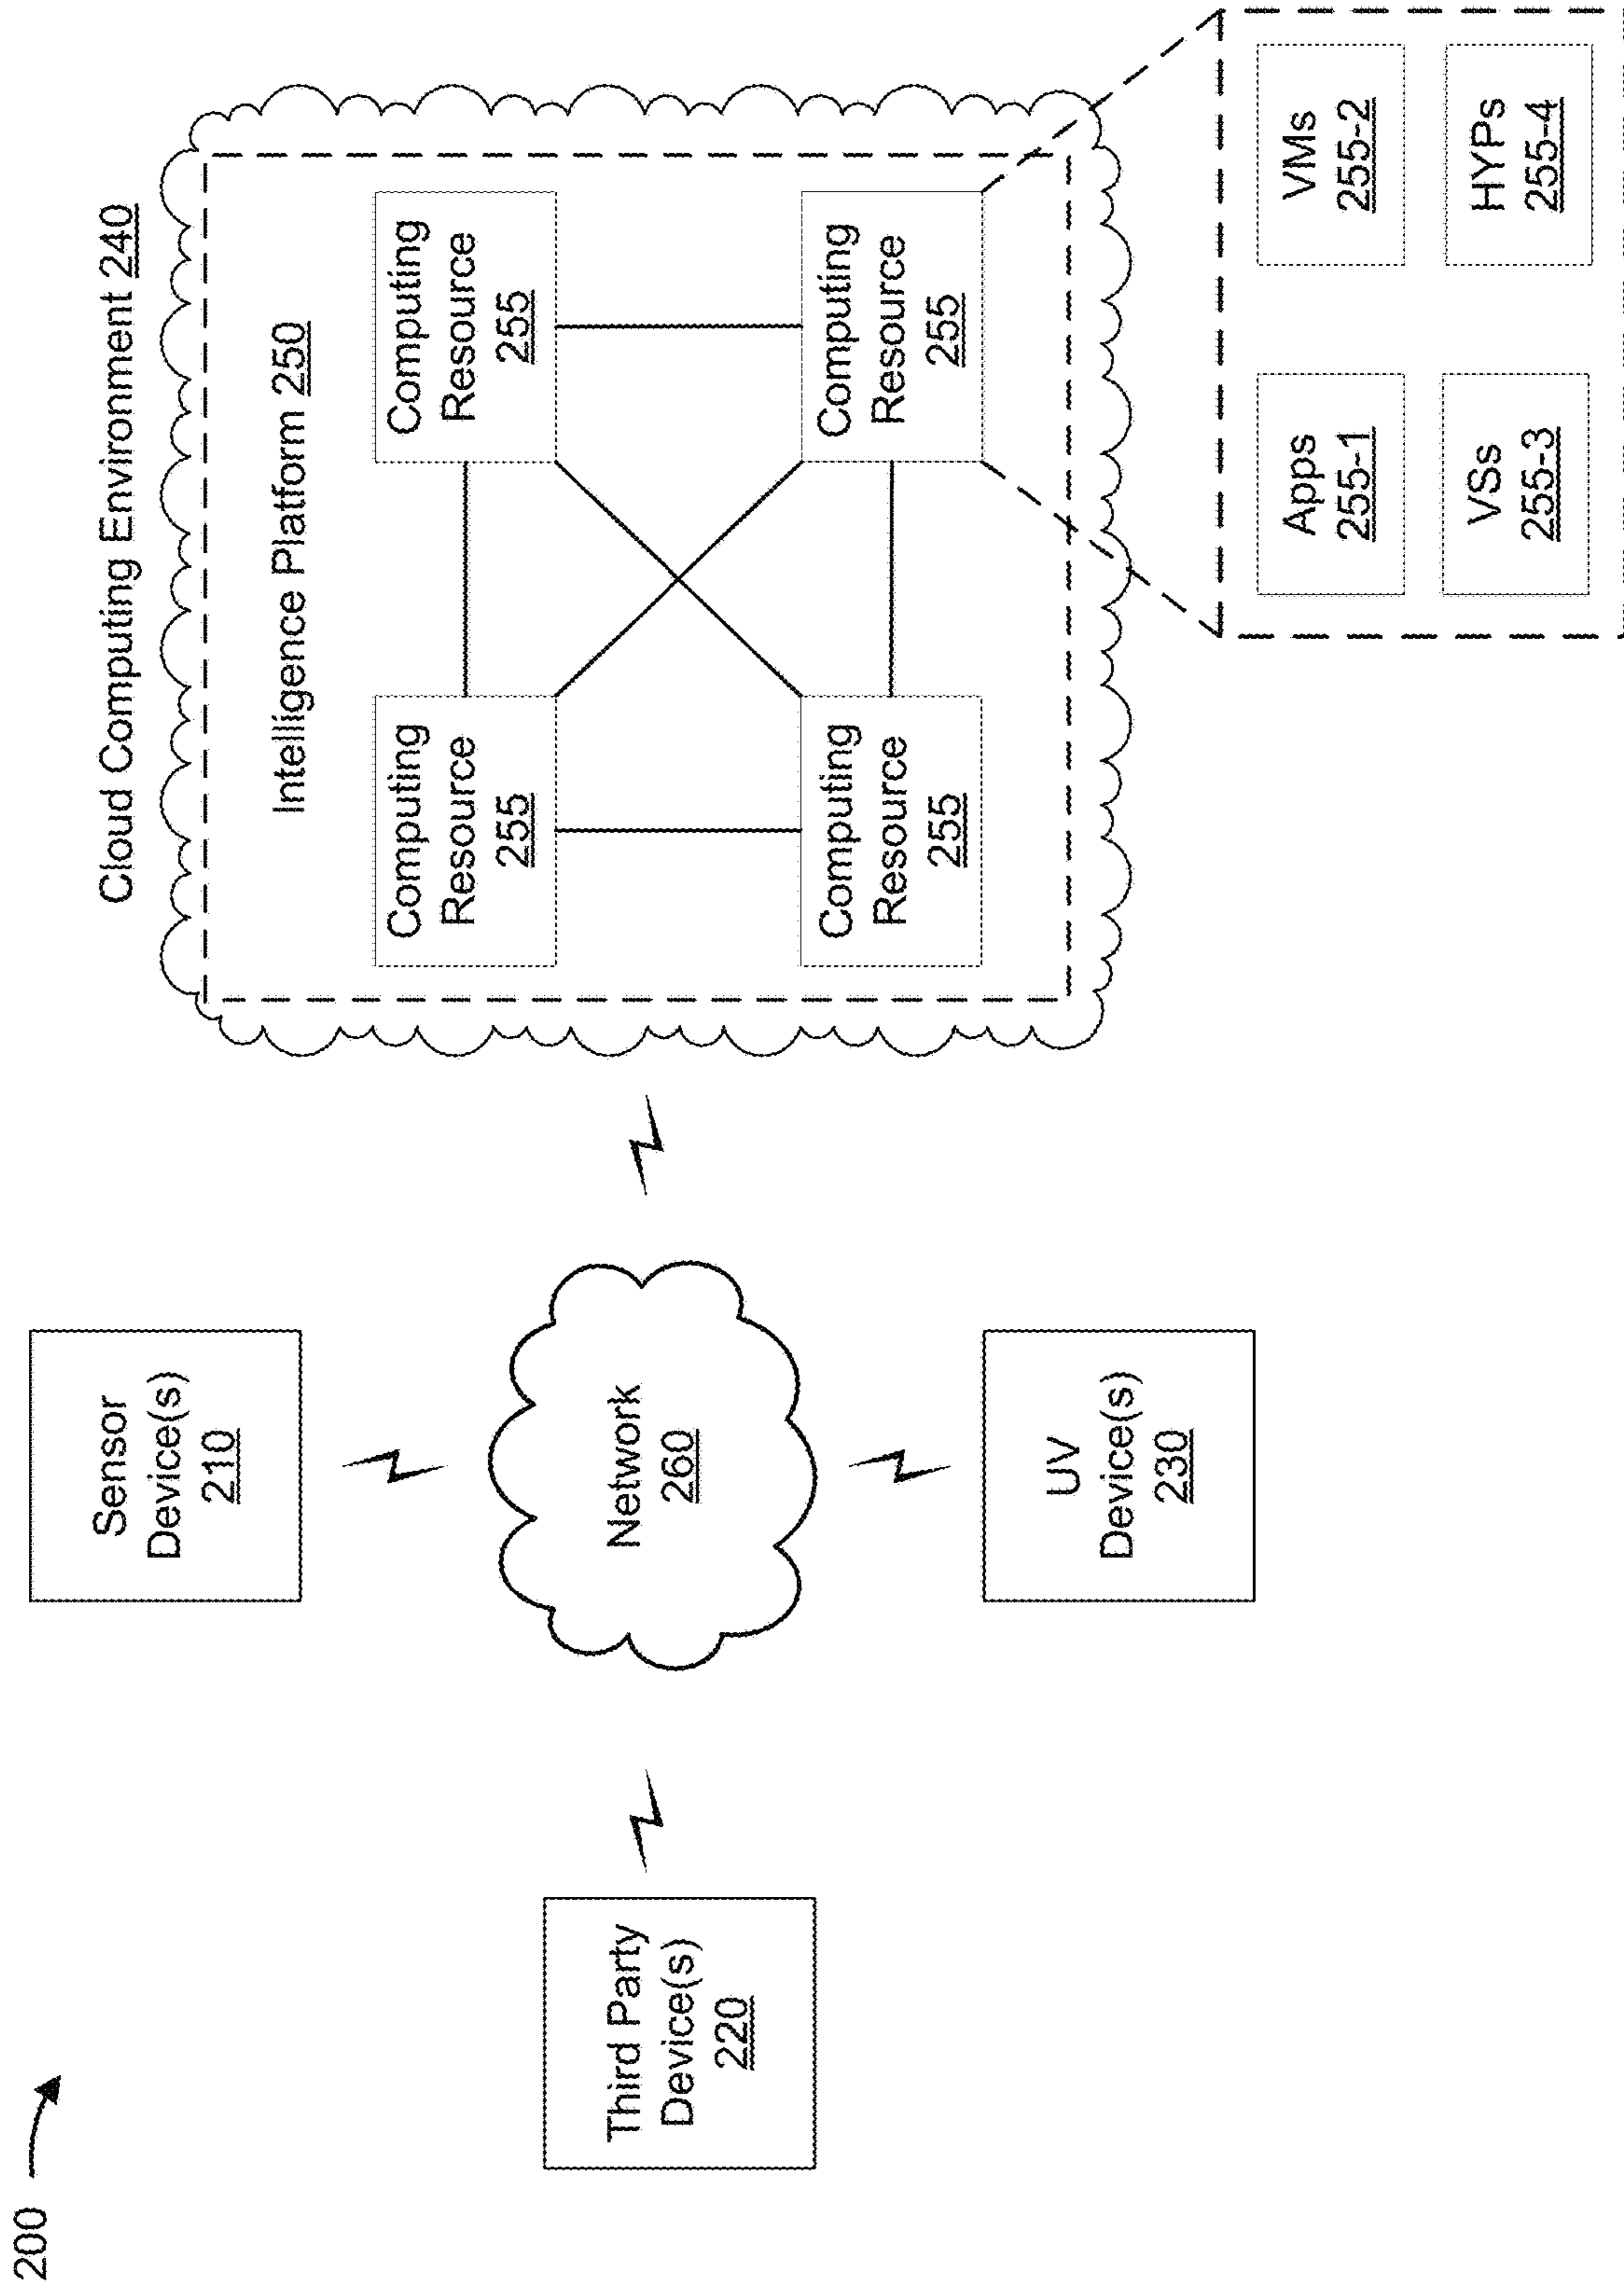 200
Cloud Computing Environment 240
Intelligence Platform 250
Sensor
Device(s)
210
Computing
Resource
255
Computing
Resource
255
Third Party
Device(s)
220
Network
260
Computing
Resource
255
Computing
Resource
255
UV
Device(s)
230
Apps
255-1
VMs
255-2
VSs
255-3
HYPs
255-4